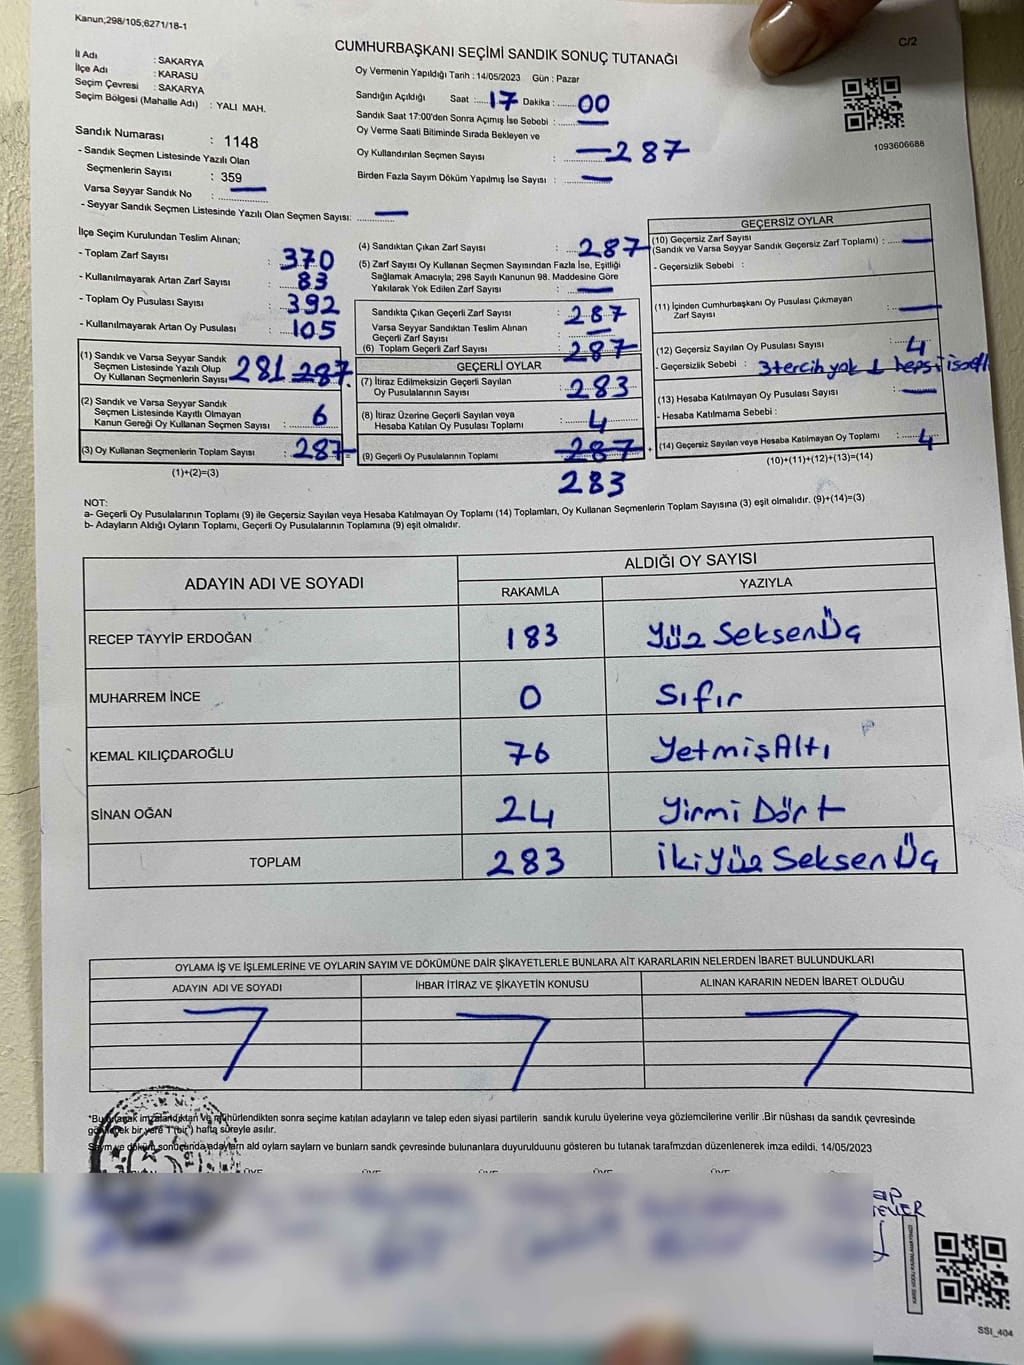 Kanun;298/105;6271/18-1
C/2
CUMHURBAŞKANI SEÇİMİ SANDIK SONUÇ TUTANAĞI
İl Adı : SAKARYA
İlçe Adı : KARASU
Seçim Çevresi : SAKARYA
Seçim Bölgesi (Mahalle Adı) : YALI MAH.
Sandık Numarası : 1148
- Sandık Seçmen Listesinde Yazılı Olan
Seçmenlerin Sayısı : 359
Varsa Seyyar Sandık No : —
- Seyyar Sandık Seçmen Listesinde Yazılı Olan Seçmen Sayısı: —
Oy Vermenin Yapıldığı Tarih : 14/05/2023 Gün : Pazar
Sandığın Açıldığı Saat : 17 Dakika : 00
Sandık Saat 17:00'den Sonra Açımış İse Sebebi : —
Oy Verme Saati Bitiminde Sırada Bekleyen ve
Oy Kullandırılan Seçmen Sayısı : —287
Birden Fazla Sayım Döküm Yapılmış İse Sayısı : —
1093606686
İlçe Seçim Kurulundan Teslim Alınan;
- Toplam Zarf Sayısı : 370
- Kullanılmayarak Artan Zarf Sayısı : 83
- Toplam Oy Pusulası Sayısı : 392
- Kullanılmayarak Artan Oy Pusulası : 105
(1) Sandık ve Varsa Seyyar Sandık
Seçmen Listesinde Yazılı Olup
Oy Kullanan Seçmenlerin Sayısı 281 287
(2) Sandık ve Varsa Seyyar Sandık
Seçmen Listesinde Kayıtlı Olmayan
Kanun Gereği Oy Kullanan Seçmen Sayısı : 6
(3) Oy Kullanan Seçmenlerin Toplam Sayısı : 287
(1)+(2)=(3)
(4) Sandıktan Çıkan Zarf Sayısı : 287
(5) Zarf Sayısı Oy Kullanan Seçmen Sayısından Fazla İse, Eşitliği
Sağlamak Amacıyla; 298 Sayılı Kanunun 98. Maddesine Göre
Yakılarak Yok Edilen Zarf Sayısı : —
Sandıkta Çıkan Geçerli Zarf Sayısı : 287
Varsa Seyyar Sandıktan Teslim Alınan
Geçerli Zarf Sayısı : —
(6) Toplam Geçerli Zarf Sayısı : 287
GEÇERLİ OYLAR
(7) İtiraz Edilmeksizin Geçerli Sayılan
Oy Pusulalarının Sayısı : 283
(8) İtiraz Üzerine Geçerli Sayılan veya
Hesaba Katılan Oy Pusulası Toplamı : 4
(9) Geçerli Oy Pusulalarının Toplamı : 287
283
GEÇERSİZ OYLAR
(10) Geçersiz Zarf Sayısı
(Sandık ve Varsa Seyyar Sandık Geçersiz Zarf Toplamı) : —
- Geçersizlik Sebebi :
(11) İçinden Cumhurbaşkanı Oy Pusulası Çıkmayan
Zarf Sayısı : —
(12) Geçersiz Sayılan Oy Pusulası Sayısı : 4
- Geçersizlik Sebebi : 3 tercih yok 1
(13) Hesaba Katılmayan Oy Pusulası Sayısı : —
- Hesaba Katılmama Sebebi :
(14) Geçersiz Sayılan veya Hesaba Katılmayan Oy Toplamı : 4
(10)+(11)+(12)+(13)=(14)
NOT:
a- Geçerli Oy Pusulalarının Toplamı (9) ile Geçersiz Sayılan veya Hesaba Katılmayan Oy Toplamı (14) Toplamları, Oy Kullanan Seçmenlerin Toplam Sayısına (3) eşit olmalıdır. (9)+(14)=(3)
b- Adayların Aldığı Oyların Toplamı, Geçerli Oy Pusulalarının Toplamına (9) eşit olmalıdır.
ADAYIN ADI VE SOYADI ALDIĞI OY SAYISI
RAKAMLA YAZIYLA
RECEP TAYYİP ERDOĞAN 183 Yüz Seksen Üç
MUHARREM İNCE 0 Sıfır
KEMAL KILIÇDAROĞLU 76 Yetmiş Altı
SİNAN OĞAN 24 Yirmi Dört
TOPLAM 283 İki Yüz Seksen Üç
OYLAMA İŞ VE İŞLEMLERİNE VE OYLARIN SAYIM VE DÖKÜMÜNE DAİR ŞİKAYETLERLE BUNLARA AİT KARARLARIN NELERDEN İBARET BULUNDUKLARI
ADAYIN ADI VE SOYADI İHBAR İTİRAZ VE ŞİKAYETİN KONUSU ALINAN KARARIN NEDEN İBARET OLDUĞU
*Bu tutanak imzalandıktan ve mühürlendikten sonra seçime katılan adayların ve talep eden siyasi partilerin sandık kurulu üyelerine veya gözlemcilerine verilir .Bir nüshası da sandık çevresinde
görülecek bir yere 1 (bir) hafta süreyle asılır.
Sayım ve döküm sonucunda adayların ald oyların sayların ve bunların sandk çevresinde bulunanlara duyurulduunu gösteren bu tutanak tarafmzdan düzenlenerek imza edildi. 14/05/2023
SSI_404